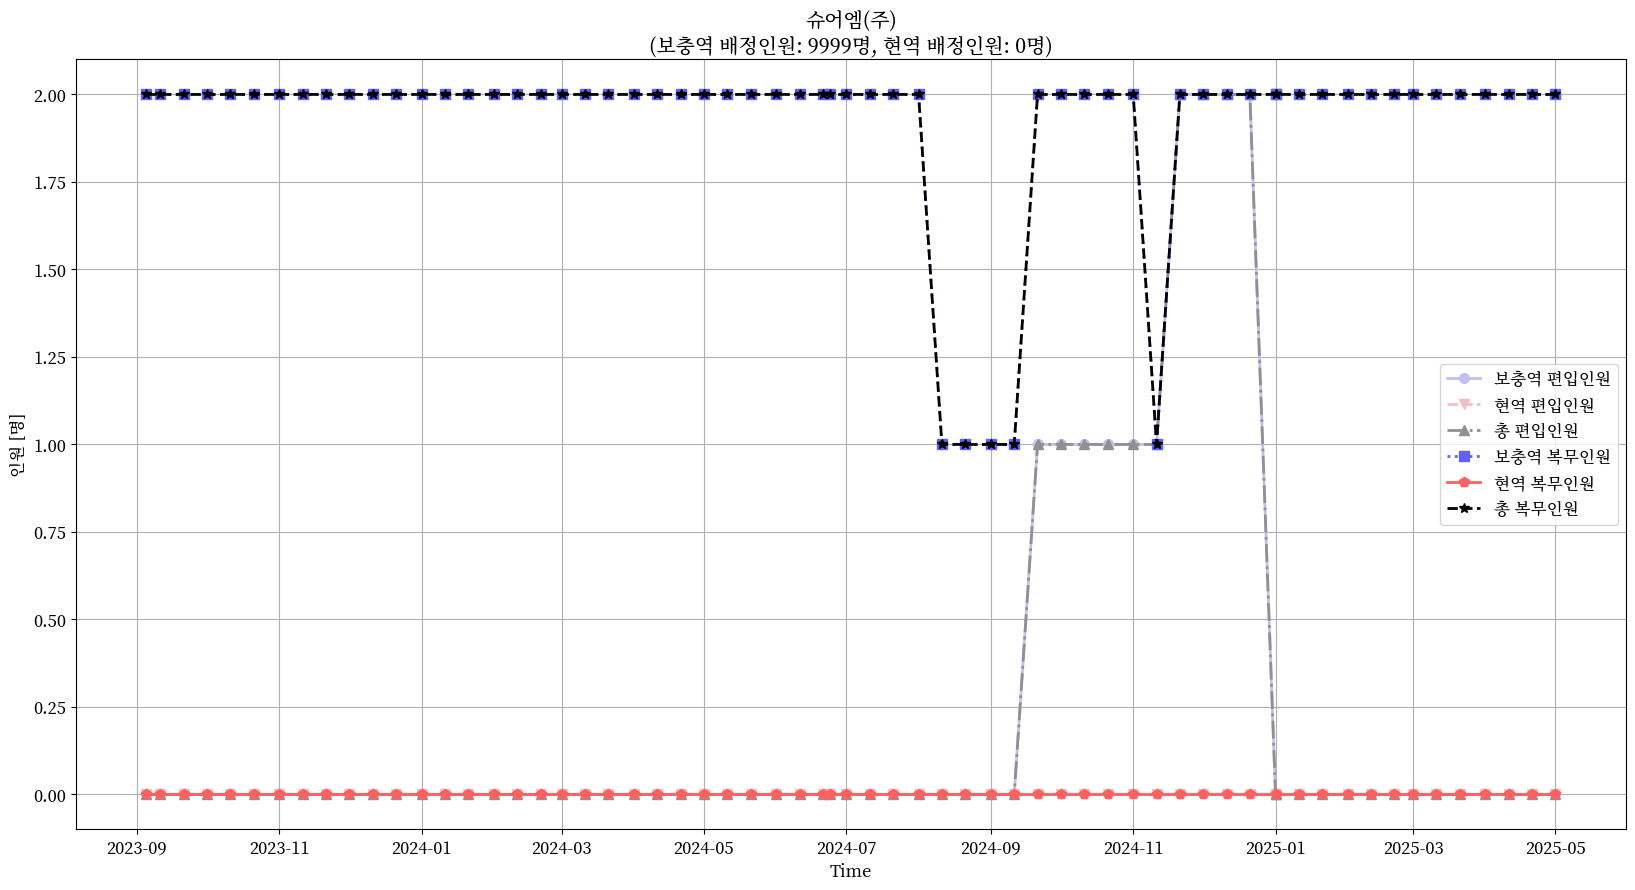 슈어엠(주)
(보충역 배정인원: 9999명, 현역 배정인원: 0명)
인원 [명]
2.00
1.75
1.50
1.25
1.00
0.75
0.50
0.25
0.00
보충역 편입인원
현역 편입인원
총 편입인원
보충역 복무인원
현역 복무인원
총 복무인원
2023-09 2023-11 2024-01 2024-03 2024-05 2024-07 2024-09 2024-11 2025-01 2025-03 2025-05
Time